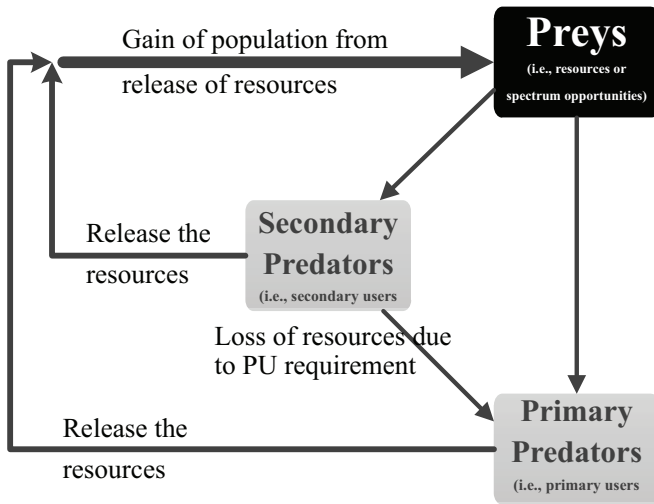 Gain of population from
release of resources
Preys
(i.e., resources or
spectrum opportunities)
Secondary
Predators
(i.e., secondary users
Release the
resources
Loss of resources due
to PU requirement
Primary
Predators
(i.e., primary users
Release the
resources